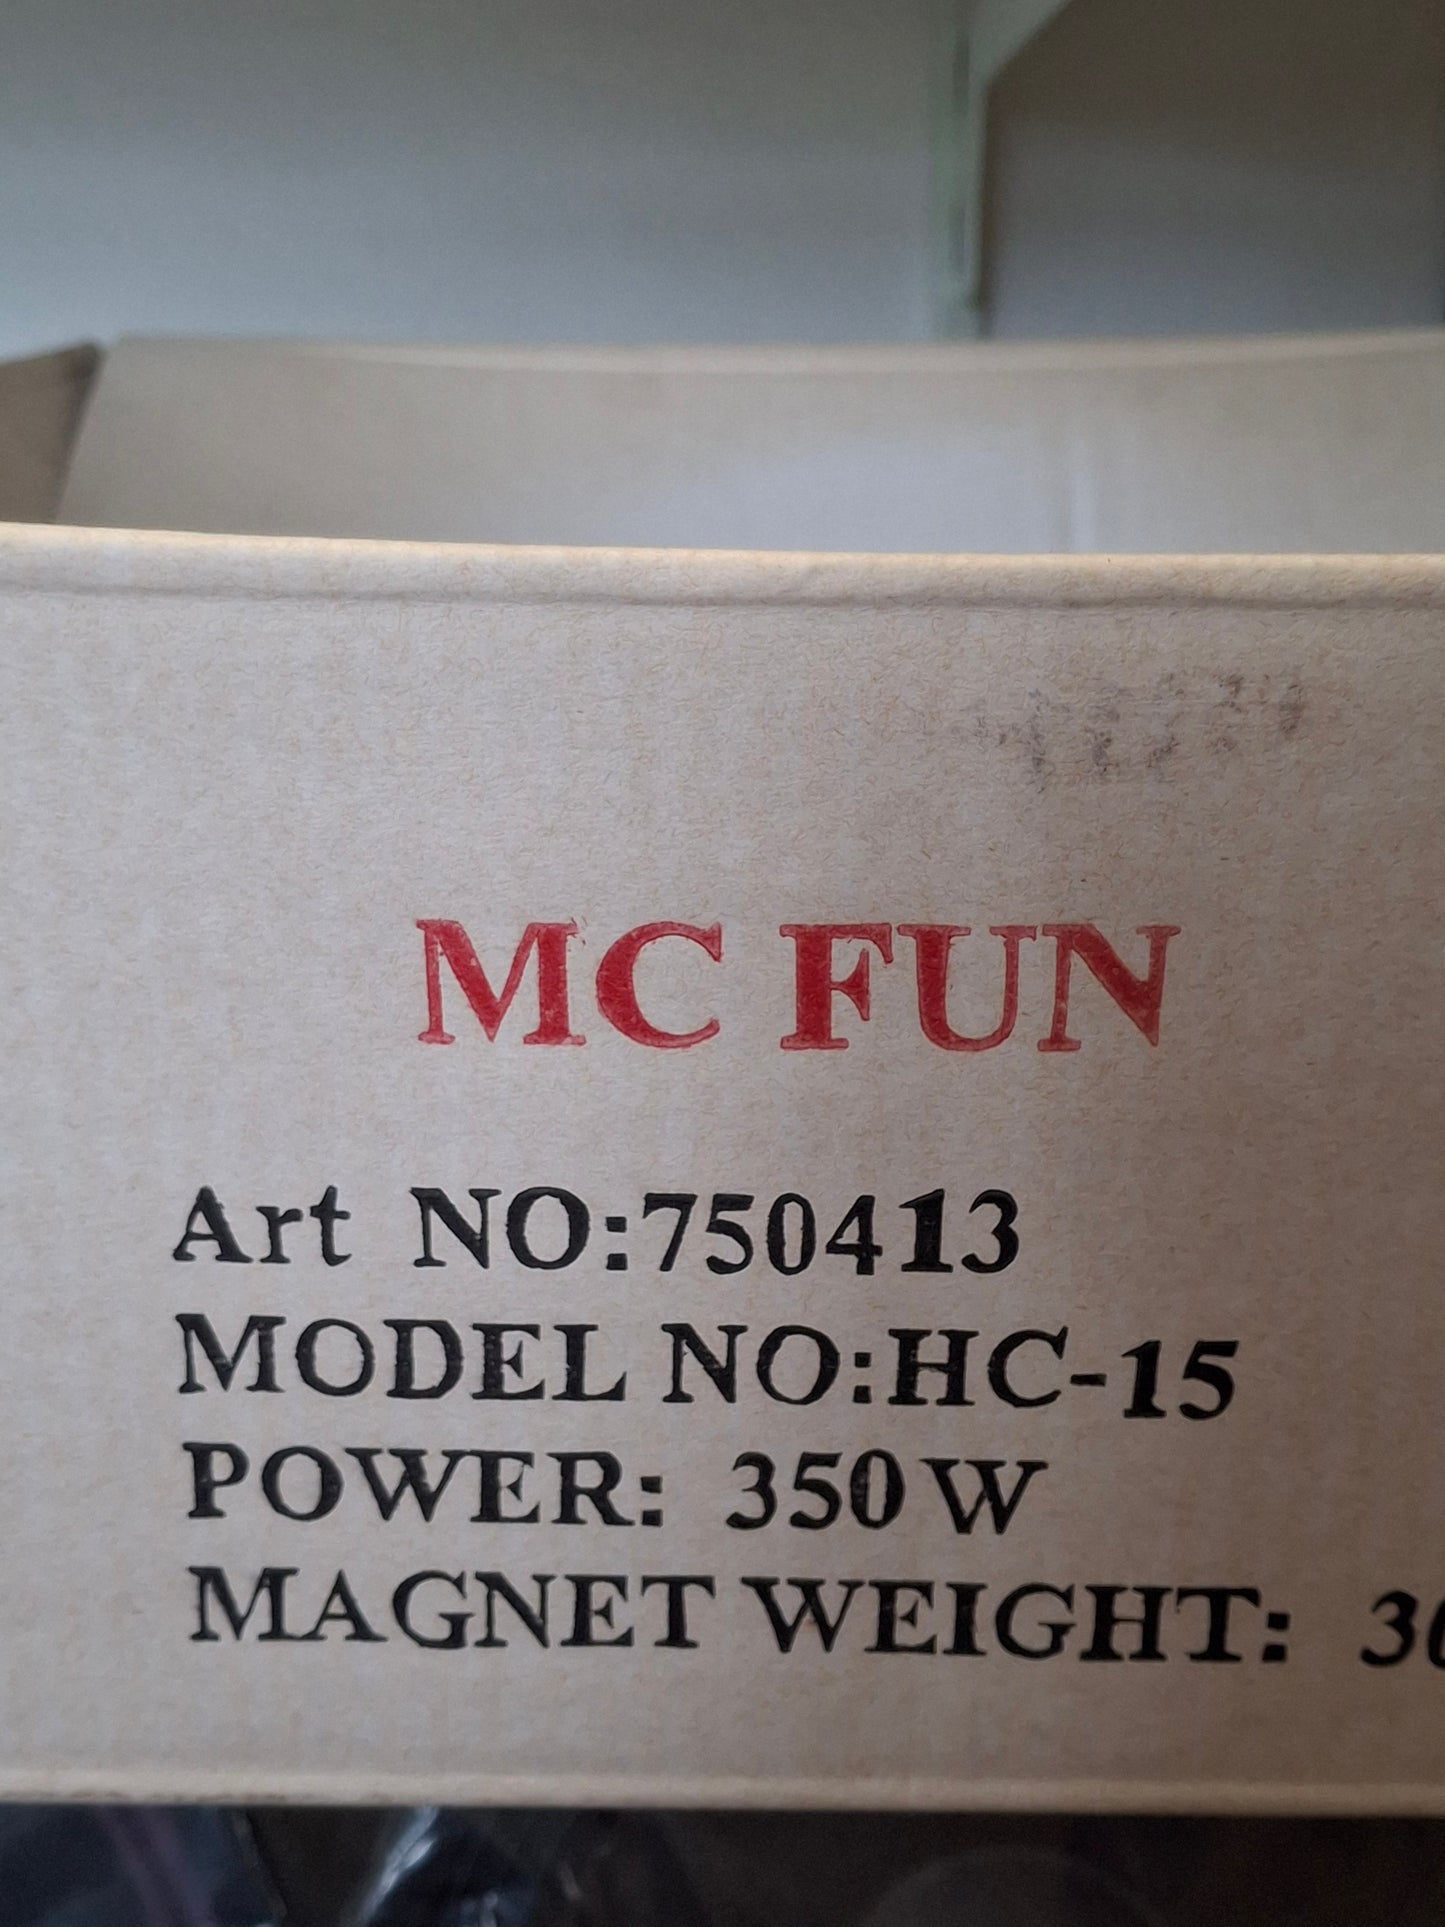 MC FUN
Art NO:750413
MODEL NO:HC-15
POWER: 350W
MAGNET WEIGHT: